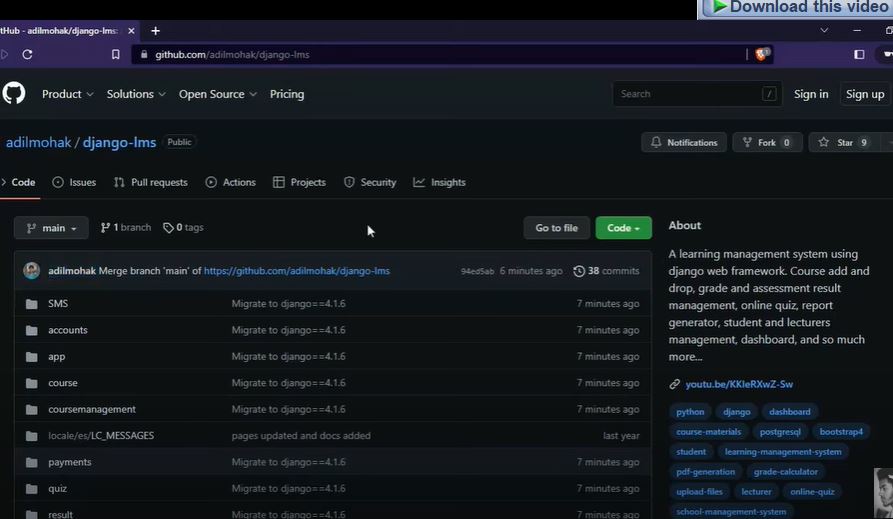 Download this video
tHub - adilmohak/django-lms:
github.com/adilmohak/django-lms
Product Solutions Open Source Pricing Search / Sign in Sign up
adilmohak / django-lms Public Notifications Fork 0 Star 9
Code Issues Pull requests Actions Projects Security Insights
main 1 branch 0 tags Go to file Code
About
adilmohak Merge branch 'main' of https://github.com/adilmohak/django-lms 94ed5ab 6 minutes ago 38 commits
SMS Migrate to django==4.1.6 7 minutes ago
accounts Migrate to django==4.1.6 7 minutes ago
app Migrate to django==4.1.6 7 minutes ago
course Migrate to django==4.1.6 7 minutes ago
coursemanagement Migrate to django==4.1.6 7 minutes ago
locale/es/LC_MESSAGES pages updated and docs added last year
payments Migrate to django==4.1.6 7 minutes ago
quiz Migrate to django==4.1.6 7 minutes ago
result Migrate to django==4.1.6 7 minutes ago
A learning management system using
django web framework. Course add and
drop, grade and assessment result
management, online quiz, report
generator, student and lecturers
management, dashboard, and so much
more...
youtu.be/KKleRXwZ-Sw
python django dashboard
course-materials postgresql bootstrap4
student learning-management-system
pdf-generation grade-calculator
upload-files lecturer online-quiz
school-management-system